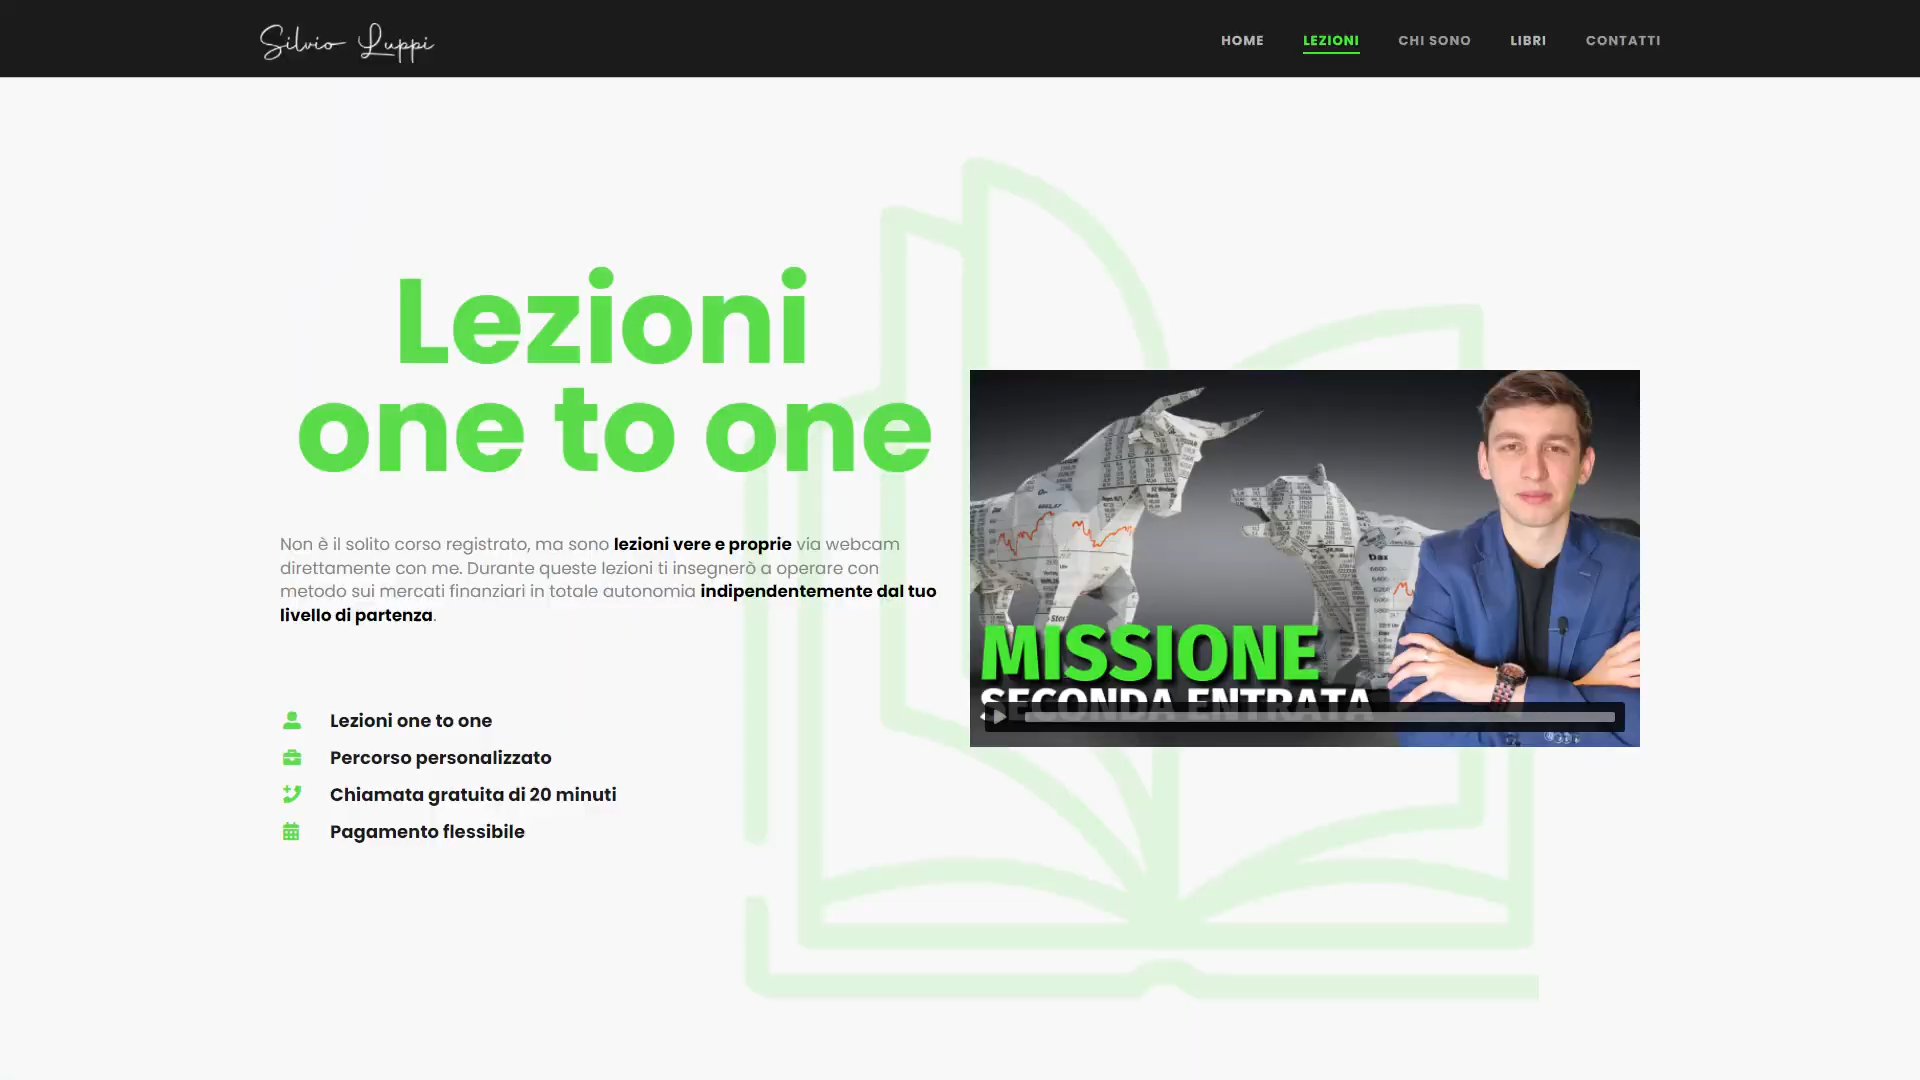 Silvio Luppi
HOME
LEZIONI
CHI SONO
LIBRI
CONTATTI
Lezioni
one to one
Non è il solito corso registrato, ma sono lezioni vere e proprie via webcam
direttamente con me. Durante queste lezioni ti insegnerò a operare con
metodo sui mercati finanziari in totale autonomia indipendentemente dal tuo
livello di partenza.
Lezioni one to one
Percorso personalizzato
Chiamata gratuita di 20 minuti
Pagamento flessibile
MISSIONE
SECONDA ENTRATA